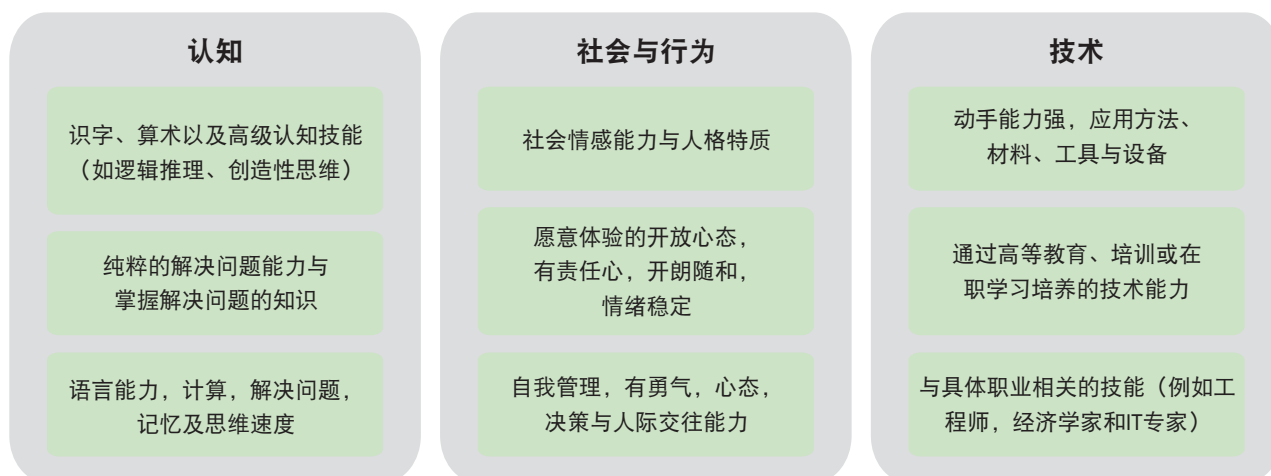 认知
识字、算术以及高级认知技能
（如逻辑推理、创造性思维）
纯粹的解决问题能力与
掌握解决问题的知识
语言能力，计算，解决问题，
记忆及思维速度
社会与行为
社会情感能力与人格特质
愿意体验的开放心态，
有责任心，开朗随和，
情绪稳定
自我管理，有勇气，心态，
决策与人际交往能力
技术
动手能力强，应用方法、
材料、工具与设备
通过高等教育、培训或在
职学习培养的技术能力
与具体职业相关的技能（例如工
程师，经济学家和IT专家）